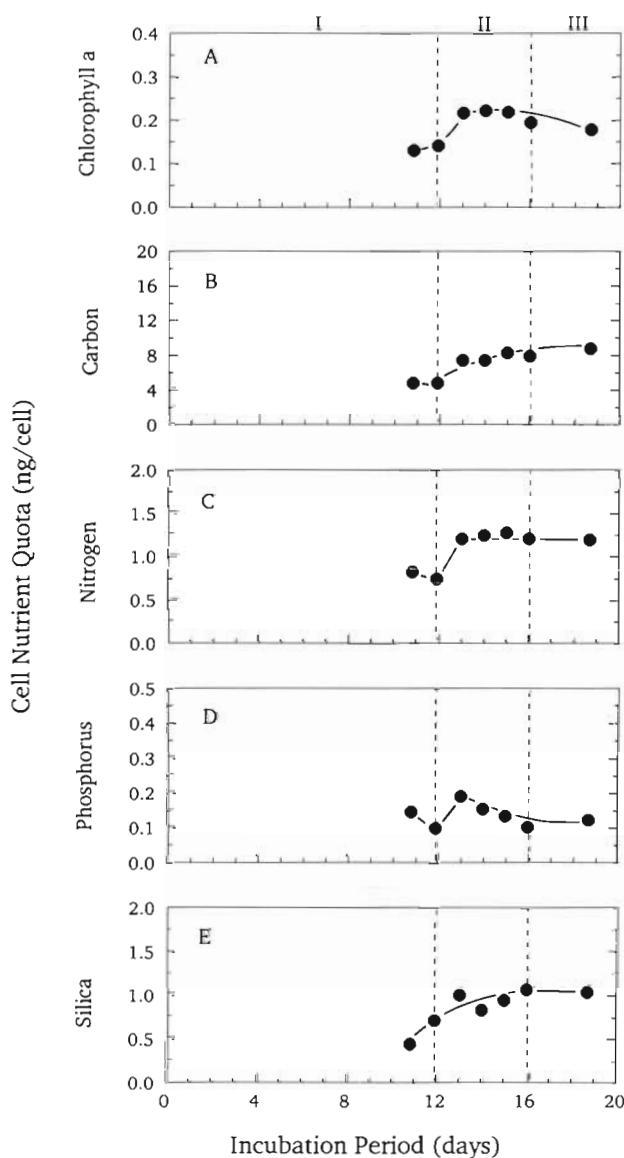 I II III
A
0.4
0.3
0.2
0.1
0.0
Chlorophyll a
B
20
16
12
8
4
0
Carbon
C
2.0
1.5
1.0
0.5
0.0
Nitrogen
D
0.5
0.4
0.3
0.2
0.1
0.0
Phosphorus
E
2.0
1.5
1.0
0.5
0.0
Silica
0 4 8 12 16 20
Cell Nutrient Quota (ng/cell)
Incubation Period (days)